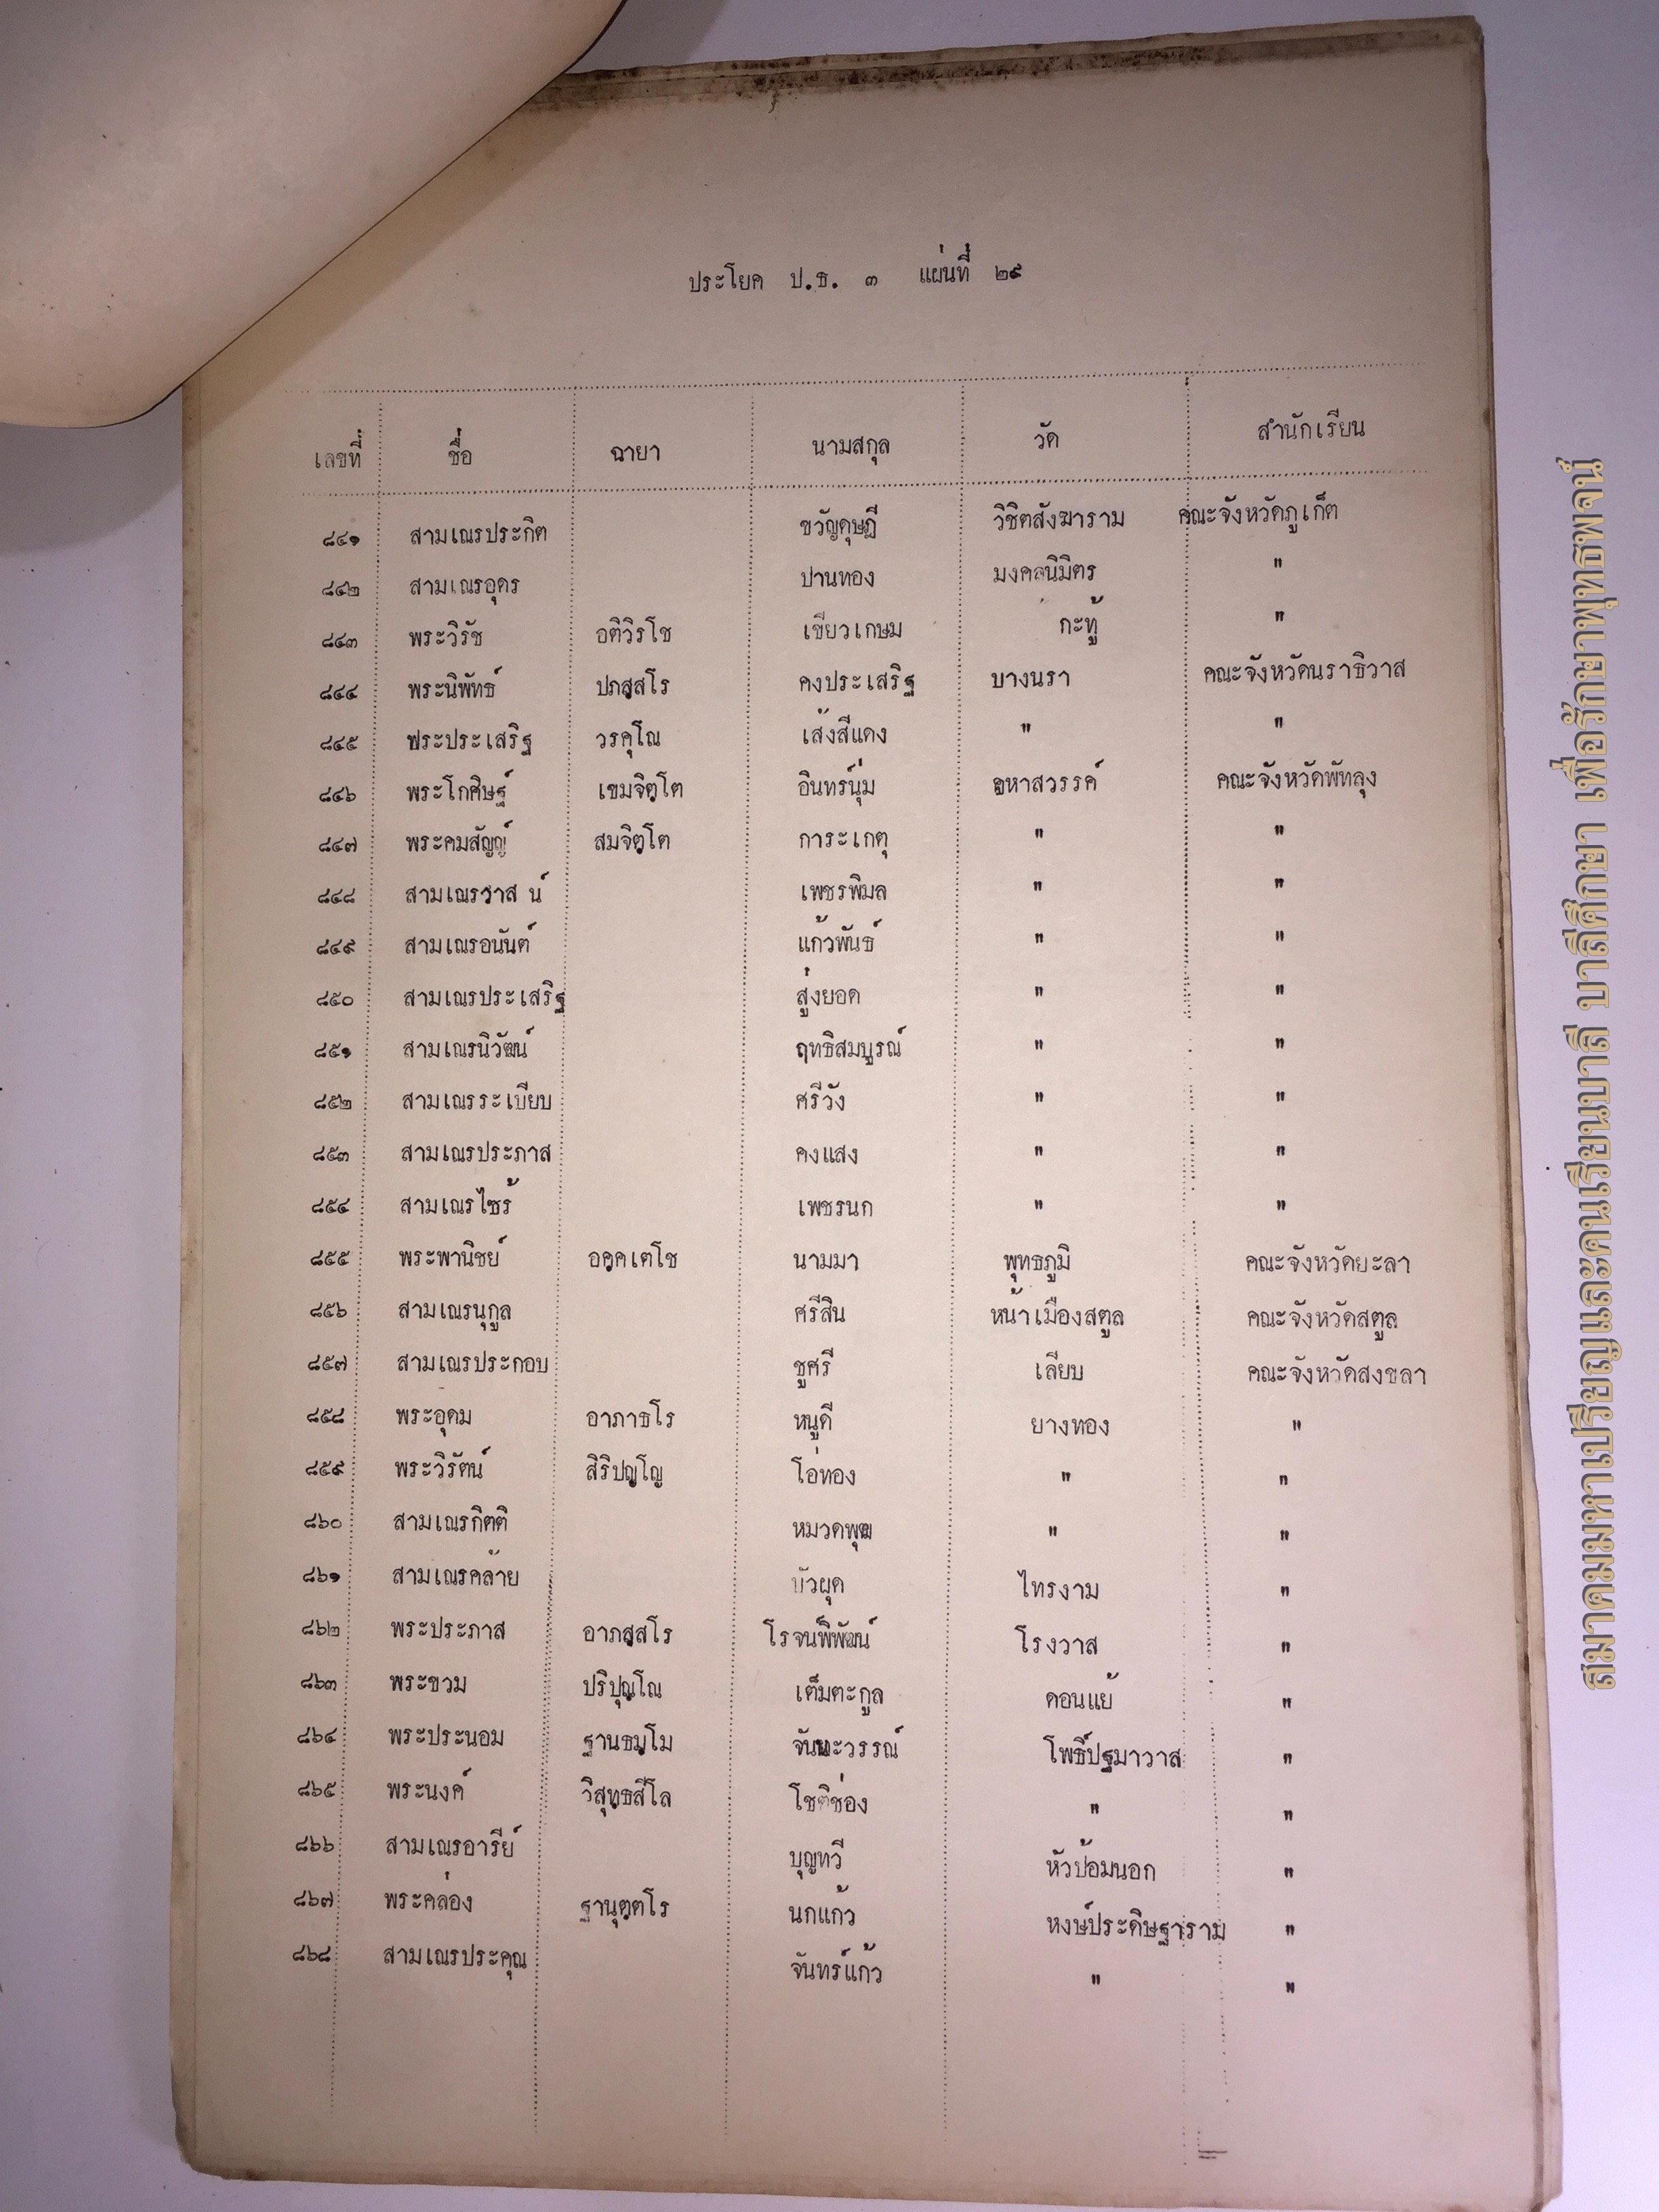 ประโยค ป.ธ. ๓ แผ่นที่ ๒๙
เลขที่ ชื่อ ฉายา นามสกุล วัด สำนักเรียน
๘๔๑ สามเณรประกิต ขวัญดุษฎี วิชิตสังฆาราม คณะจังหวัดภูเก็ต
๘๔๒ สามเณรอุดร ปานทอง มงคลนิมิตร "
๘๔๓ พระวิรัช อติวิรโช เขียวเกษม กะทู้ "
๘๔๔ พระนิพัทธ์ ปภสฺสโร คงประเสริฐ บางนรา คณะจังหวัดนราธิวาส
๘๔๕ พระประเสริฐ วรคุโณ เส้งสีแดง " "
๘๔๖ พระโกศิษฐ์ เขมจิตฺโต อินทร์นุ่ม คูหาสวรรค์ คณะจังหวัดพัทลุง
๘๔๗ พระคมสัญญ์ สมจิตฺโต การะเกตุ " "
๘๔๘ สามเณรวาสน์ เพชรพิมล " "
๘๔๙ สามเณรอนันต์ แก้วพันธ์ " "
๘๕๐ สามเณรประเสริฐ สู่งยอด " "
๘๕๑ สามเณรนิวัฒน์ ฤทธิสมบูรณ์ " "
๘๕๒ สามเณรระเบียบ ศรีวัง " "
๘๕๓ สามเณรประภาส คงแสง " "
๘๕๔ สามเณรไซร้ เพชรนก " "
๘๕๕ พระพานิชย์ อคฺคเตโช นามมา พุทธภูมิ คณะจังหวัดยะลา
๘๕๖ สามเณรนุกูล ศรีสิน หน้าเมืองสตูล คณะจังหวัดสตูล
๘๕๗ สามเณรประกอบ ชูศรี เลียบ คณะจังหวัดสงขลา
๘๕๘ พระอุดม อาภาธโร หนูดี ยางทอง "
๘๕๙ พระวิรัตน์ สิริปญฺโญ โอ่ทอง " "
๘๖๐ สามเณรกิตติ หมวดพุฒ " "
๘๖๑ สามเณรคล้าย บัวผุด ไทรงาม "
๘๖๒ พระประภาส อาภสฺสโร โรจนพิพัฒน์ โรงวาส "
๘๖๓ พระขวม ปริปุณฺโณ เต็มตะกูล ดอนแย้ "
๘๖๔ พระประนอม ฐานธมฺโม จันทะวรรณ์ โพธิ์ปฐมาวาส "
๘๖๕ พระนงค์ วิสุทฺธสีโล โชติช่อง " "
๘๖๖ สามเณรอารีย์ บุญทวี หัวป้อมนอก "
๘๖๗ พระคล่อง ฐานุตฺตโร นกแก้ว หงษ์ประดิษฐาราม "
๘๖๘ สามเณรประคุณ จันทร์แก้ว " "
สมาคมมหาเปรียญและคนเรียนบาลี บาลีศึกษา เพื่อรักษาพุทธพจน์